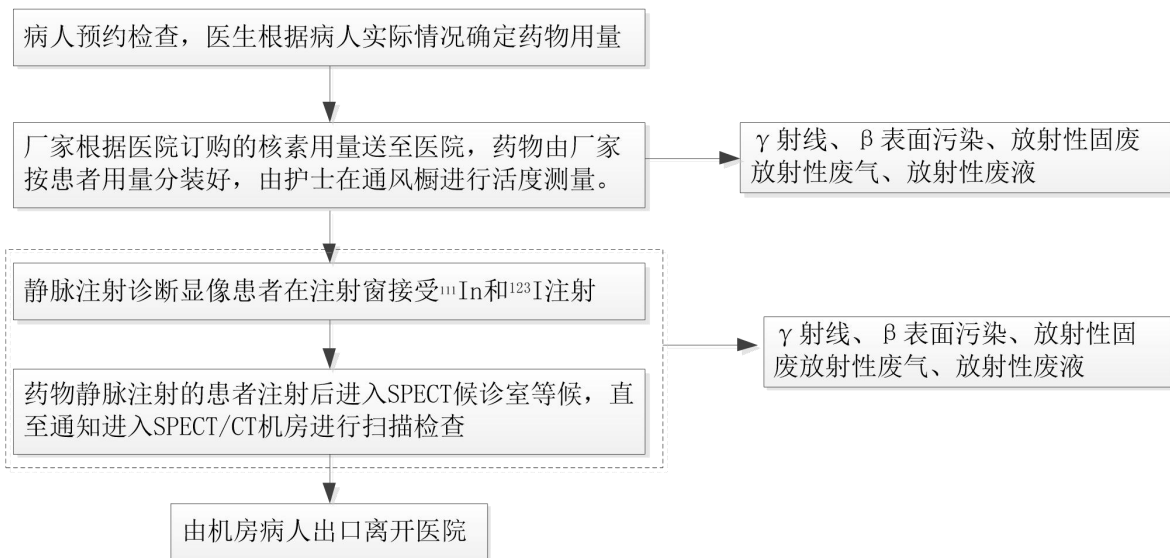 病人预约检查，医生根据病人实际情况确定药物用量
厂家根据医院订购的核素用量送至医院，药物由厂家
按患者用量分装好，由护士在通风橱进行活度测量。
γ射线、β表面污染、放射性固废
放射性废气、放射性废液
静脉注射诊断显像患者在注射窗接受¹¹¹In和¹²³I注射
γ射线、β表面污染、放射性固
废放射性废气、放射性废液
药物静脉注射的患者注射后进入SPECT候诊室等候，直
至通知进入SPECT/CT机房进行扫描检查
由机房病人出口离开医院